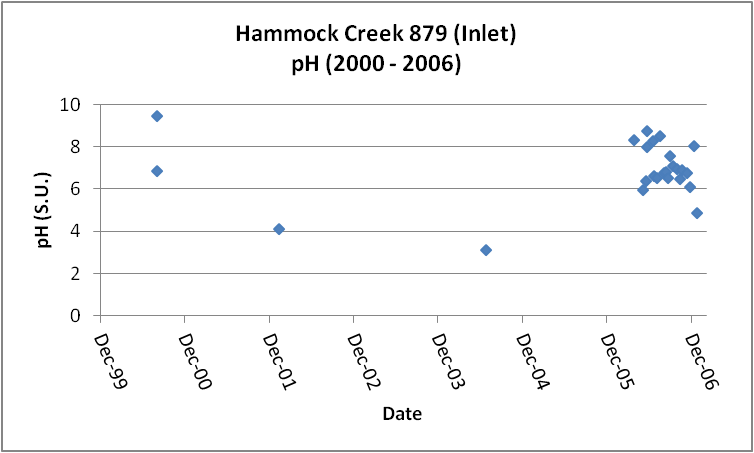 Hammock Creek 879 (Inlet)
pH (2000 - 2006)
pH (S.U.)
10
8
6
4
2
0
Dec-99
Dec-00
Dec-01
Dec-02
Dec-03
Dec-04
Dec-05
Dec-06
Date